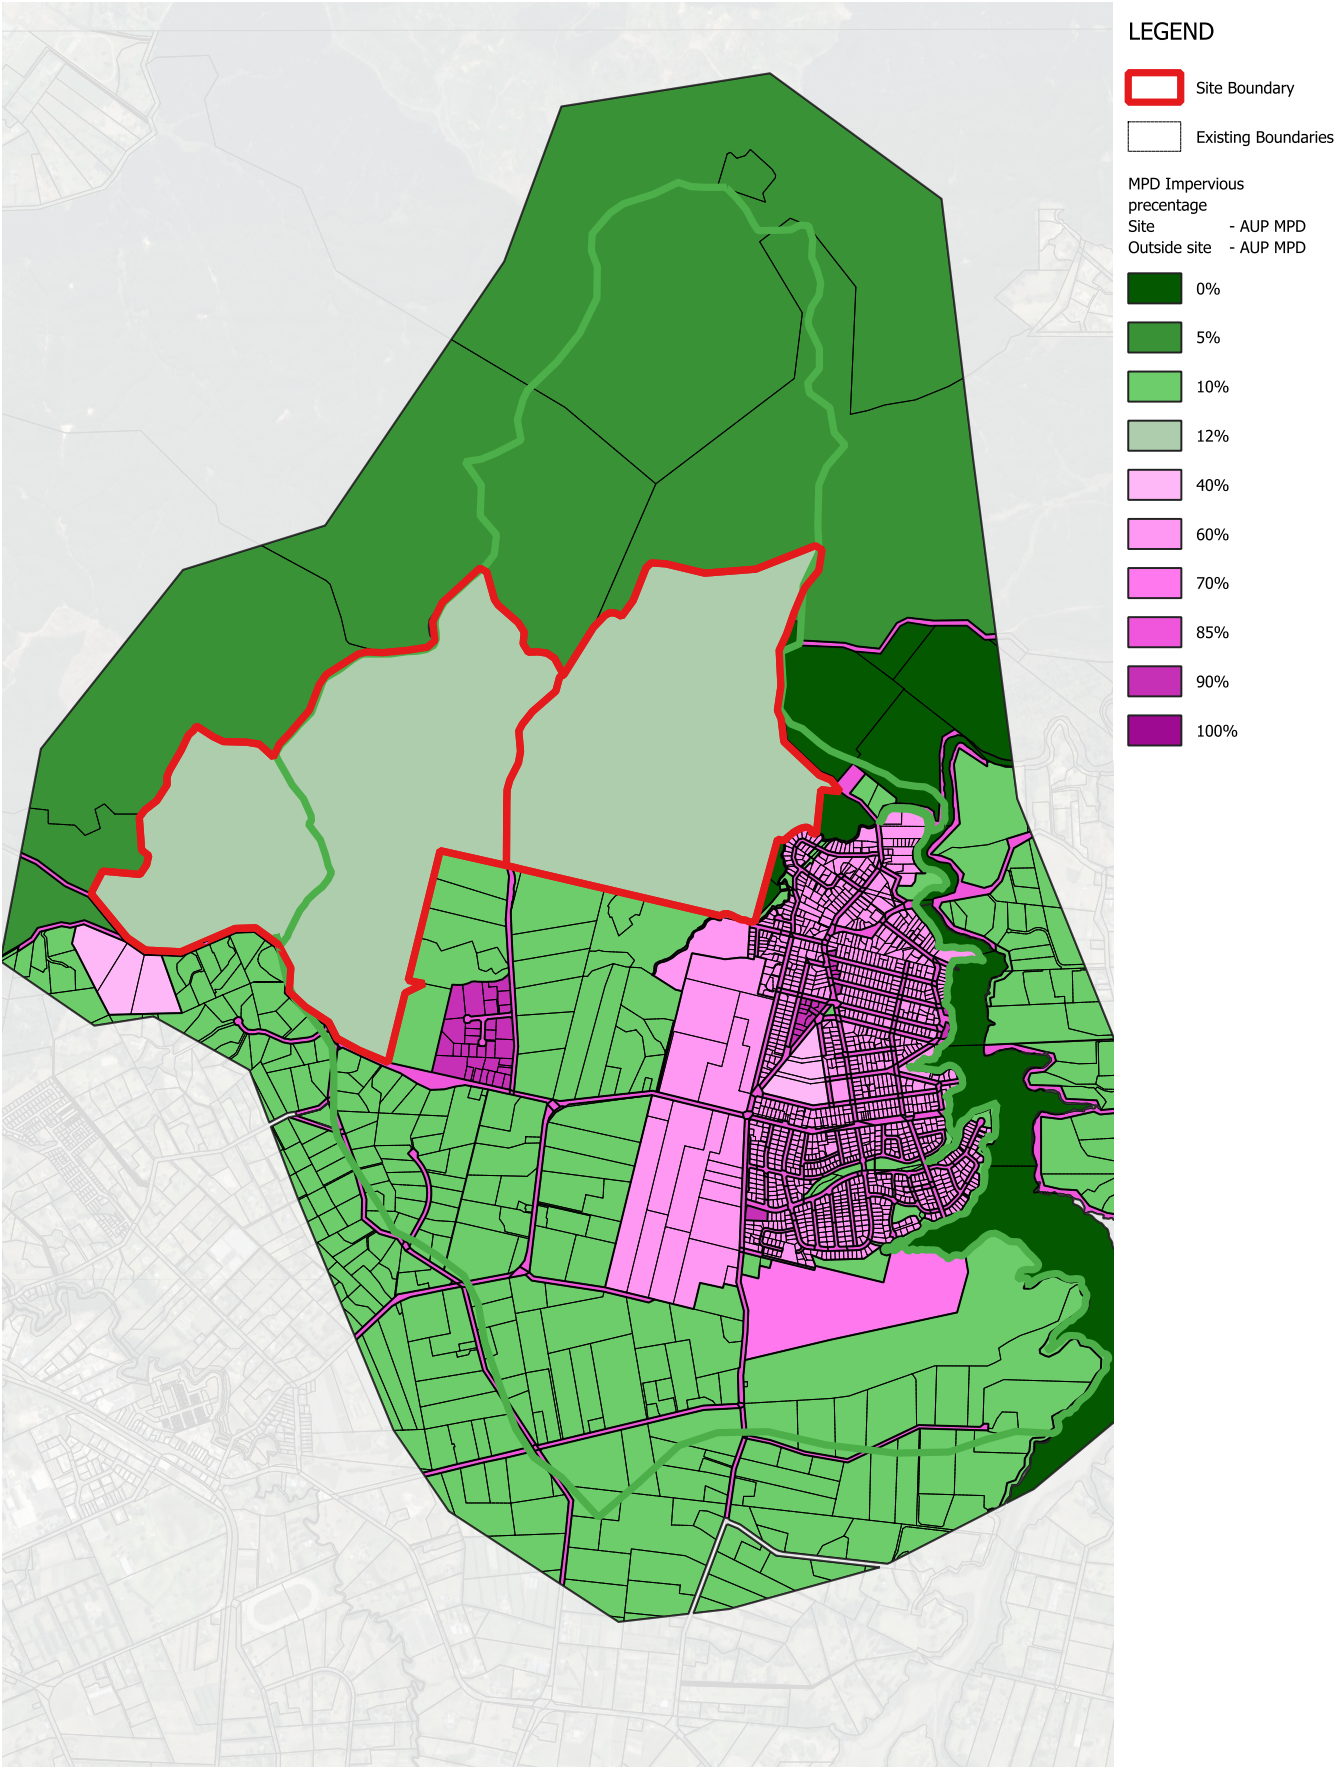 LEGEND
Site Boundary
Existing Boundaries
MPD Impervious
precentage
Site - AUP MPD
Outside site - AUP MPD
0%
5%
10%
12%
40%
60%
70%
85%
90%
100%